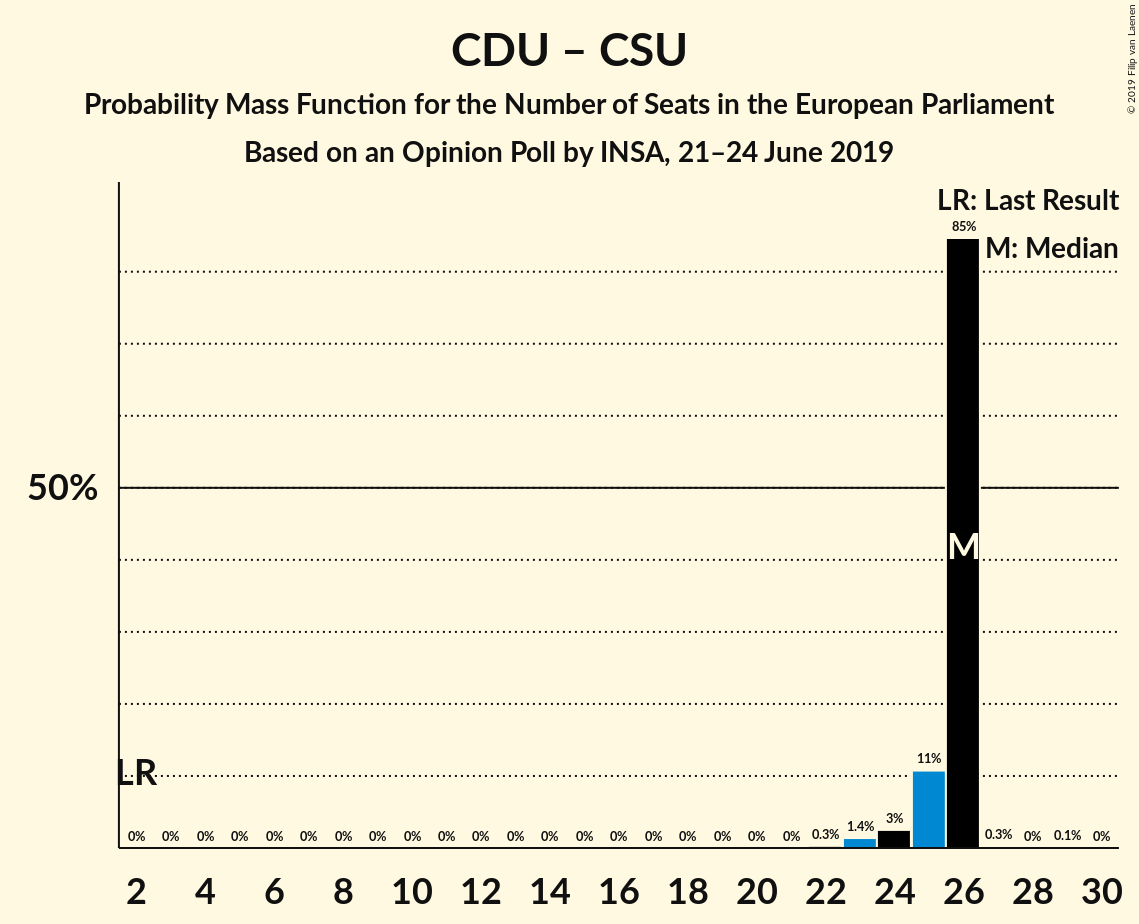 CDU – CSU
Probability Mass Function for the Number of Seats in the European Parliament
Based on an Opinion Poll by INSA, 21–24 June 2019
© 2019 Filip van Laenen
LR: Last Result
M: Median
85%
50%
M
LR
11%
0% 0% 0% 0% 0% 0% 0% 0% 0% 0% 0% 0% 0% 0% 0% 0% 0% 0% 0% 0% 0.3% 1.4% 3% 0.3% 0% 0.1% 0%
2 4 6 8 10 12 14 16 18 20 22 24 26 28 30